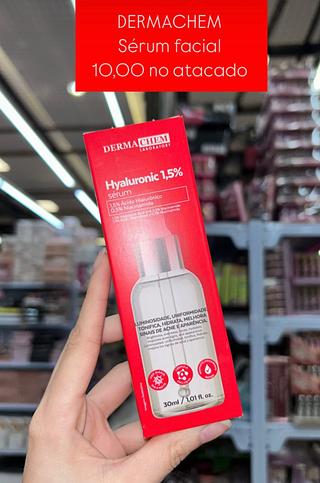 DERMACHEM
Sérum facial
10,00 no atacado
DERMACHEM
LABORATORY
Hyaluronic 1,5%
sérum
1,5% Ácido Hialurônico
0,5% Niacinamida
LUMINOSIDADE, UNIFORMIDADE,
TONIFICA, HIDRATA, MELHORA
SINAIS DE ACNE E APARÊNCIA.
30ml / 1.01 fl. oz.